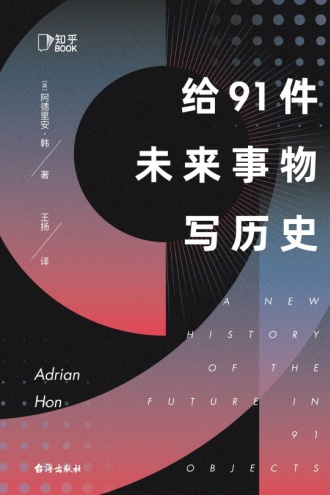 知乎
BOOK
给91件
未来事物
写历史
[英]阿德里安·韩 著
王扬 译
A NEW
HISTORY
OF THE
FUTURE IN
91
OBJECTS
Adrian
Hon
台海出版社